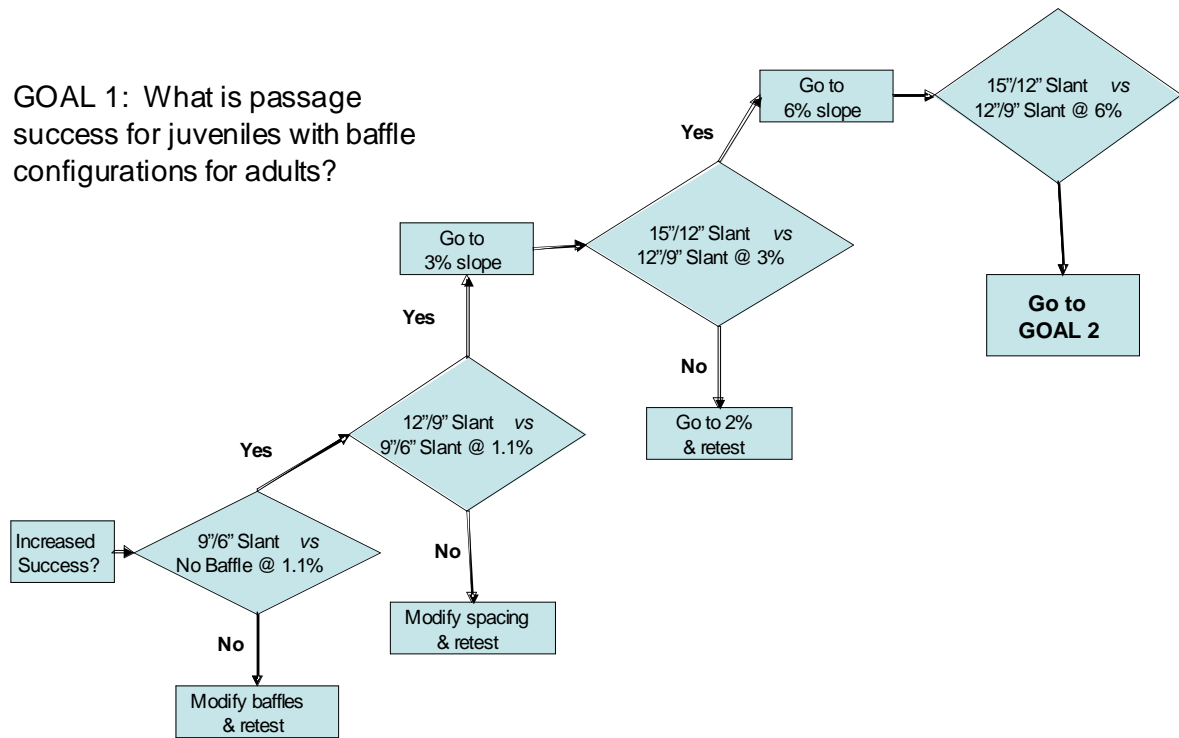 GOAL 1: What is passage
success for juveniles with baffle
configurations for adults?
Increased
Success?
9”/6” Slant vs
No Baffle @ 1.1%
No
Modify baffles
& retest
Yes
12”/9” Slant vs
9”/6” Slant @ 1.1%
No
Modify spacing
& retest
Yes
Go to
3% slope
15”/12” Slant vs
12”/9” Slant @ 3%
No
Go to 2%
& retest
Yes
Go to
6% slope
15”/12” Slant vs
12”/9” Slant @ 6%
Go to
GOAL 2